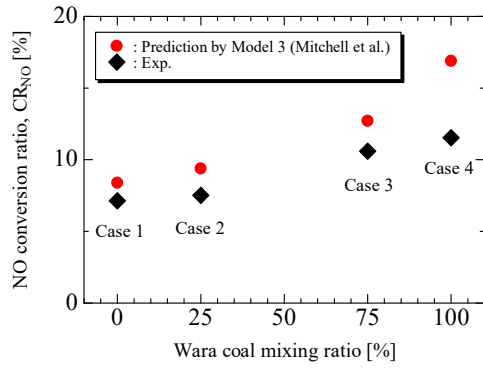 20
: Prediction by Model 3 (Mitchell et al.)
: Exp.
NO conversion ratio, CR_NO [%]
10
Case 1
Case 2
Case 3
Case 4
0
0 25 50 75 100
Wara coal mixing ratio [%]